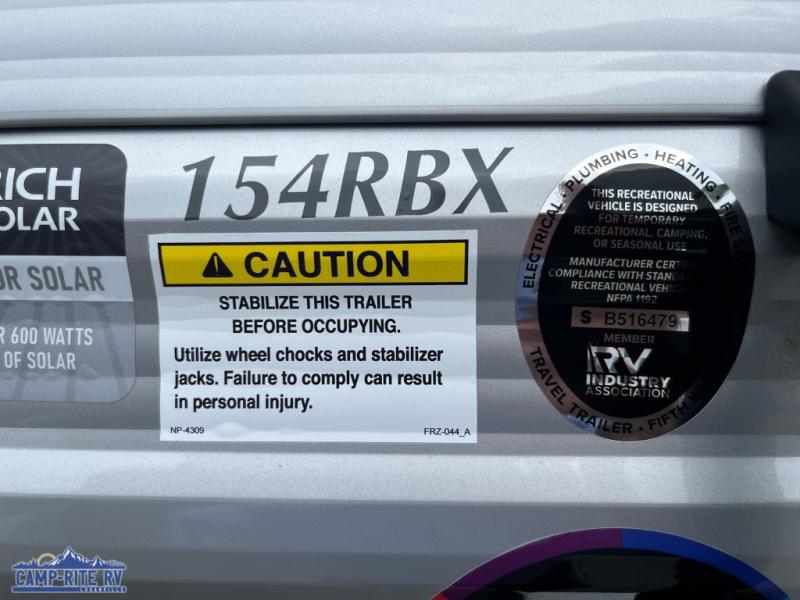 RICH
SOLAR
OR SOLAR
R 600 WATTS
OF SOLAR
154RBX
CAUTION
STABILIZE THIS TRAILER
BEFORE OCCUPYING.
Utilize wheel chocks and stabilizer
jacks. Failure to comply can result
in personal injury.
NP-4309 FRZ-044_A
ELECTRICAL • PLUMBING • HEATING • FIRE S
THIS RECREATIONAL
VEHICLE IS DESIGNED
FOR TEMPORARY
RECREATIONAL, CAMPING,
OR SEASONAL USE
MANUFACTURER CERTIF
COMPLIANCE WITH STANDA
RECREATIONAL VEHICL
NFPA 1192
S B516479
MEMBER
RV
INDUSTRY
ASSOCIATION
TRAVEL TRAILER • FIFTH W
CAMP-RITE RV